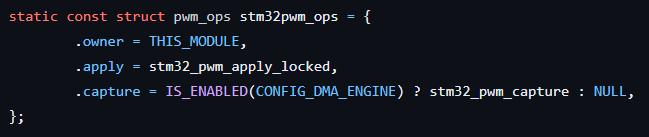 static const struct pwm_ops stm32pwm_ops = {
        .owner = THIS_MODULE,
        .apply = stm32_pwm_apply_locked,
        .capture = IS_ENABLED(CONFIG_DMA_ENGINE) ? stm32_pwm_capture : NULL,
};